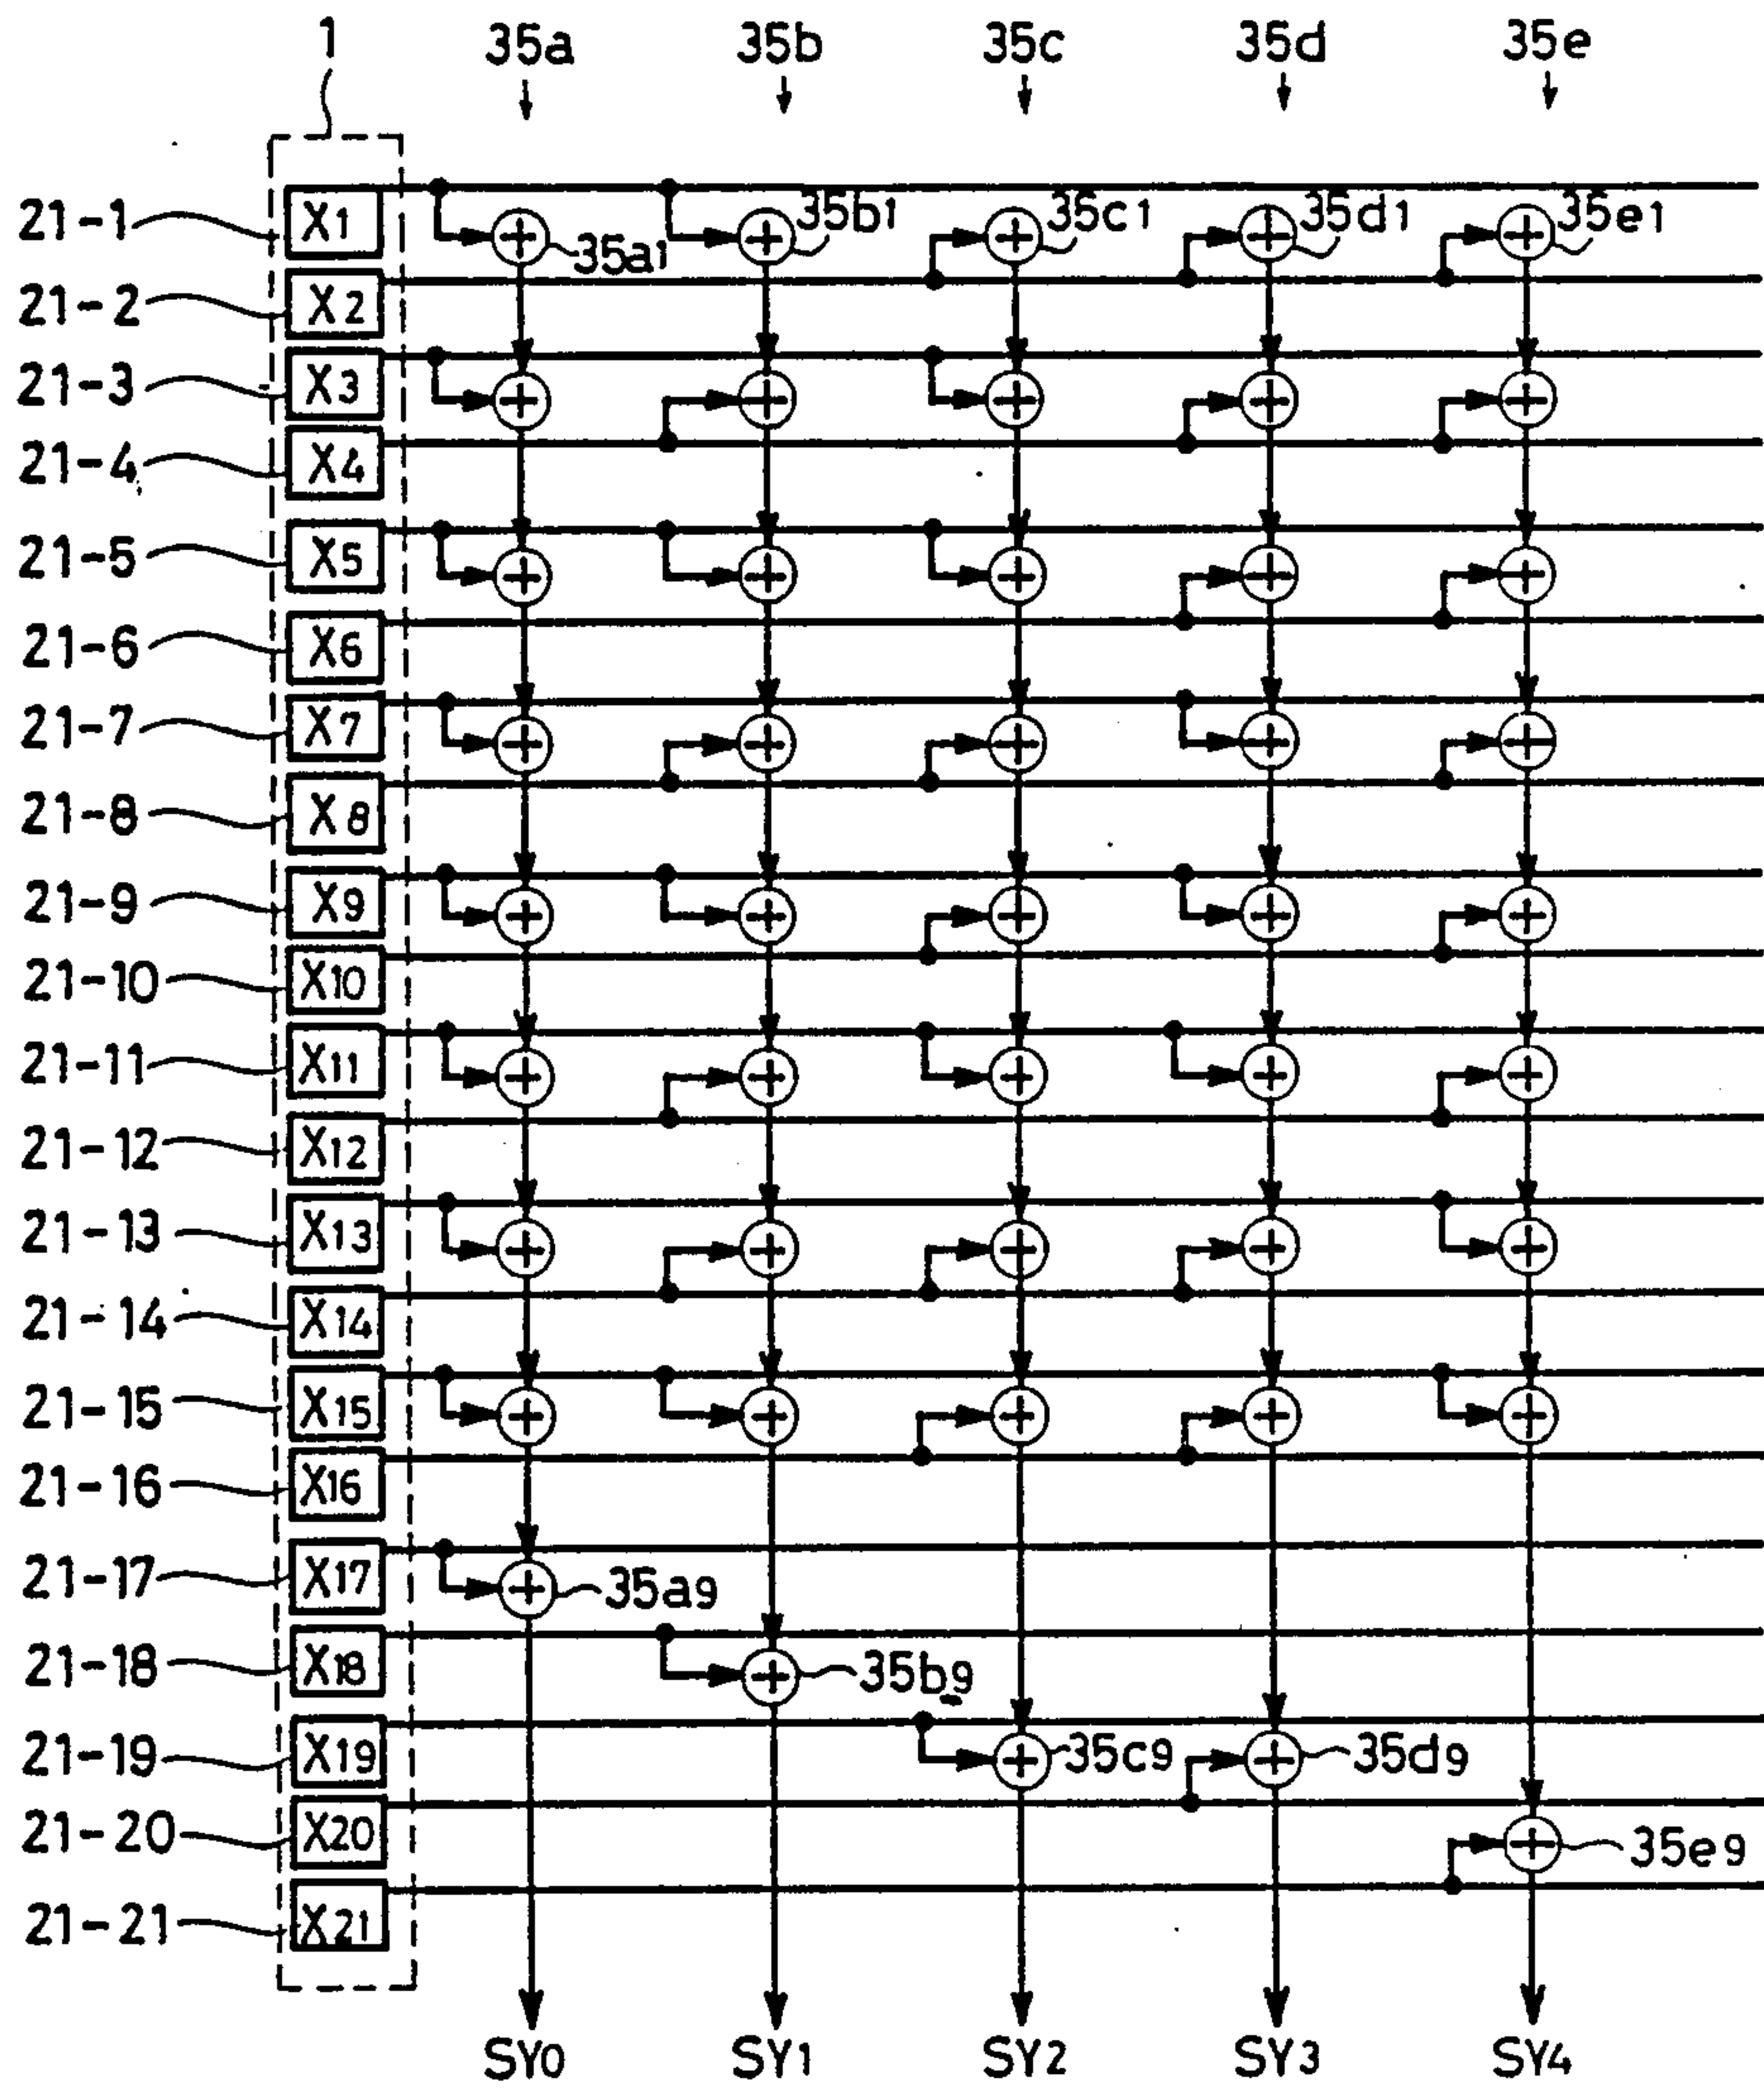 1 35a 35b 35c 35d 35e
21-1 X1 35a1 35b1 35c1 35d1 35e1
21-2 X2
21-3 X3
21-4 X4
21-5 X5
21-6 X6
21-7 X7
21-8 X8
21-9 X9
21-10 X10
21-11 X11
21-12 X12
21-13 X13
21-14 X14
21-15 X15
21-16 X16
21-17 X17 35a9
21-18 X18 35b9
21-19 X19 35c9 35d9
21-20 X20 35e9
21-21 X21
SY0 SY1 SY2 SY3 SY4